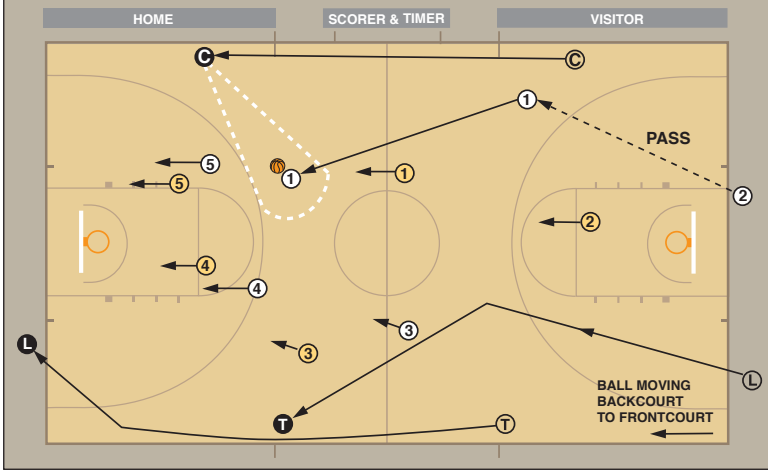 HOME
SCORER & TIMER
VISITOR
C
C
1
PASS
5
5
1
1
2
2
4
4
3
3
L
T
T
L
BALL MOVING
BACKCOURT
TO FRONTCOURT